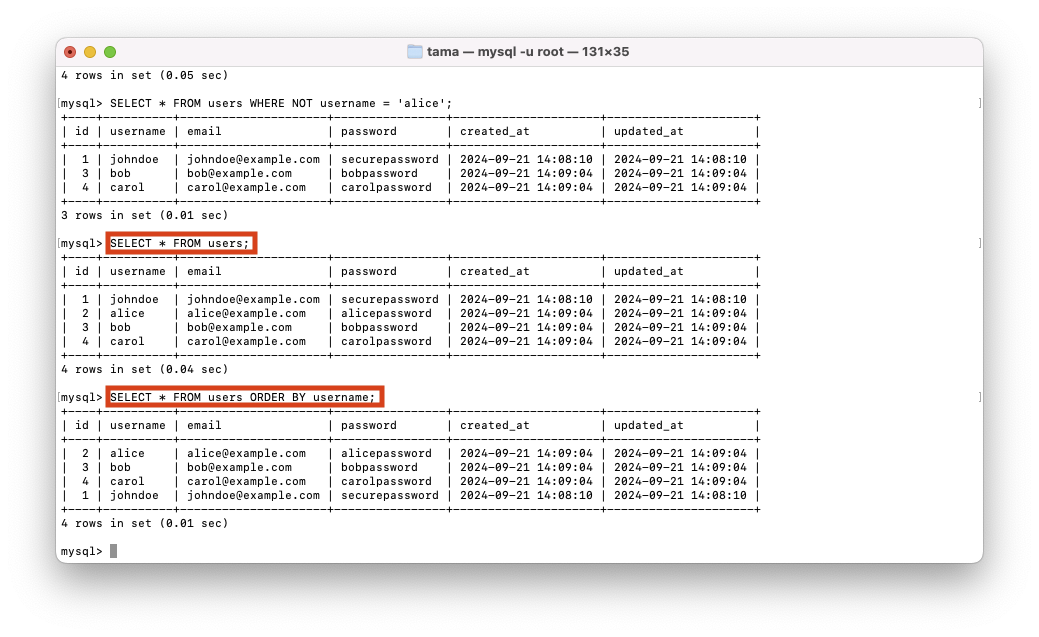 tama — mysql -u root — 131×35
4 rows in set (0.05 sec)
mysql> SELECT * FROM users WHERE NOT username = 'alice';
+----+----------+---------------------+----------------+---------------------+---------------------+
| id | username | email               | password       | created_at          | updated_at          |
+----+----------+---------------------+----------------+---------------------+---------------------+
|  1 | johndoe  | johndoe@example.com | securepassword | 2024-09-21 14:08:10 | 2024-09-21 14:08:10 |
|  3 | bob      | bob@example.com     | bobpassword    | 2024-09-21 14:09:04 | 2024-09-21 14:09:04 |
|  4 | carol    | carol@example.com   | carolpassword  | 2024-09-21 14:09:04 | 2024-09-21 14:09:04 |
+----+----------+---------------------+----------------+---------------------+---------------------+
3 rows in set (0.01 sec)
mysql> SELECT * FROM users;
+----+----------+---------------------+----------------+---------------------+---------------------+
| id | username | email               | password       | created_at          | updated_at          |
+----+----------+---------------------+----------------+---------------------+---------------------+
|  1 | johndoe  | johndoe@example.com | securepassword | 2024-09-21 14:08:10 | 2024-09-21 14:08:10 |
|  2 | alice    | alice@example.com   | alicepassword  | 2024-09-21 14:09:04 | 2024-09-21 14:09:04 |
|  3 | bob      | bob@example.com     | bobpassword    | 2024-09-21 14:09:04 | 2024-09-21 14:09:04 |
|  4 | carol    | carol@example.com   | carolpassword  | 2024-09-21 14:09:04 | 2024-09-21 14:09:04 |
+----+----------+---------------------+----------------+---------------------+---------------------+
4 rows in set (0.04 sec)
mysql> SELECT * FROM users ORDER BY username;
+----+----------+---------------------+----------------+---------------------+---------------------+
| id | username | email               | password       | created_at          | updated_at          |
+----+----------+---------------------+----------------+---------------------+---------------------+
|  2 | alice    | alice@example.com   | alicepassword  | 2024-09-21 14:09:04 | 2024-09-21 14:09:04 |
|  3 | bob      | bob@example.com     | bobpassword    | 2024-09-21 14:09:04 | 2024-09-21 14:09:04 |
|  4 | carol    | carol@example.com   | carolpassword  | 2024-09-21 14:09:04 | 2024-09-21 14:09:04 |
|  1 | johndoe  | johndoe@example.com | securepassword | 2024-09-21 14:08:10 | 2024-09-21 14:08:10 |
+----+----------+---------------------+----------------+---------------------+---------------------+
4 rows in set (0.01 sec)
mysql>